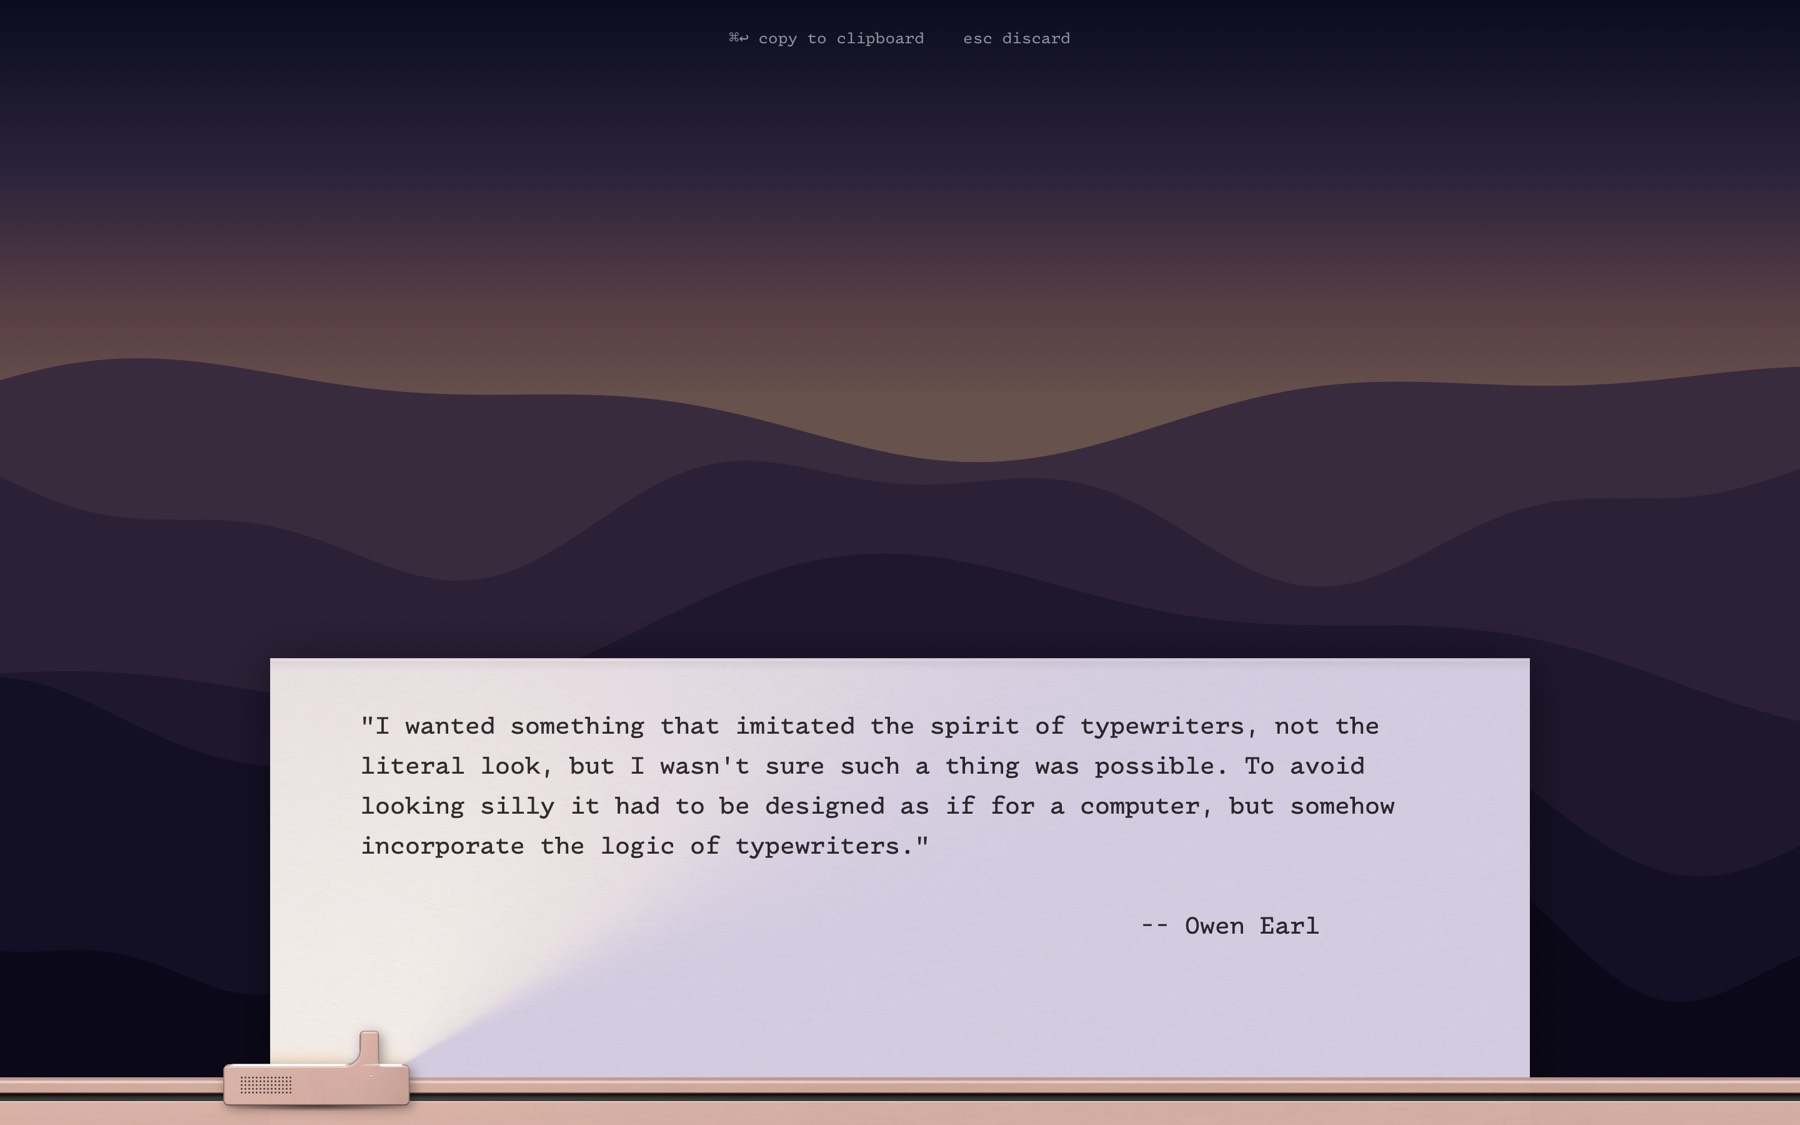 ⌘↩ copy to clipboard esc discard
"I wanted something that imitated the spirit of typewriters, not the
literal look, but I wasn't sure such a thing was possible. To avoid
looking silly it had to be designed as if for a computer, but somehow
incorporate the logic of typewriters."
-- Owen Earl